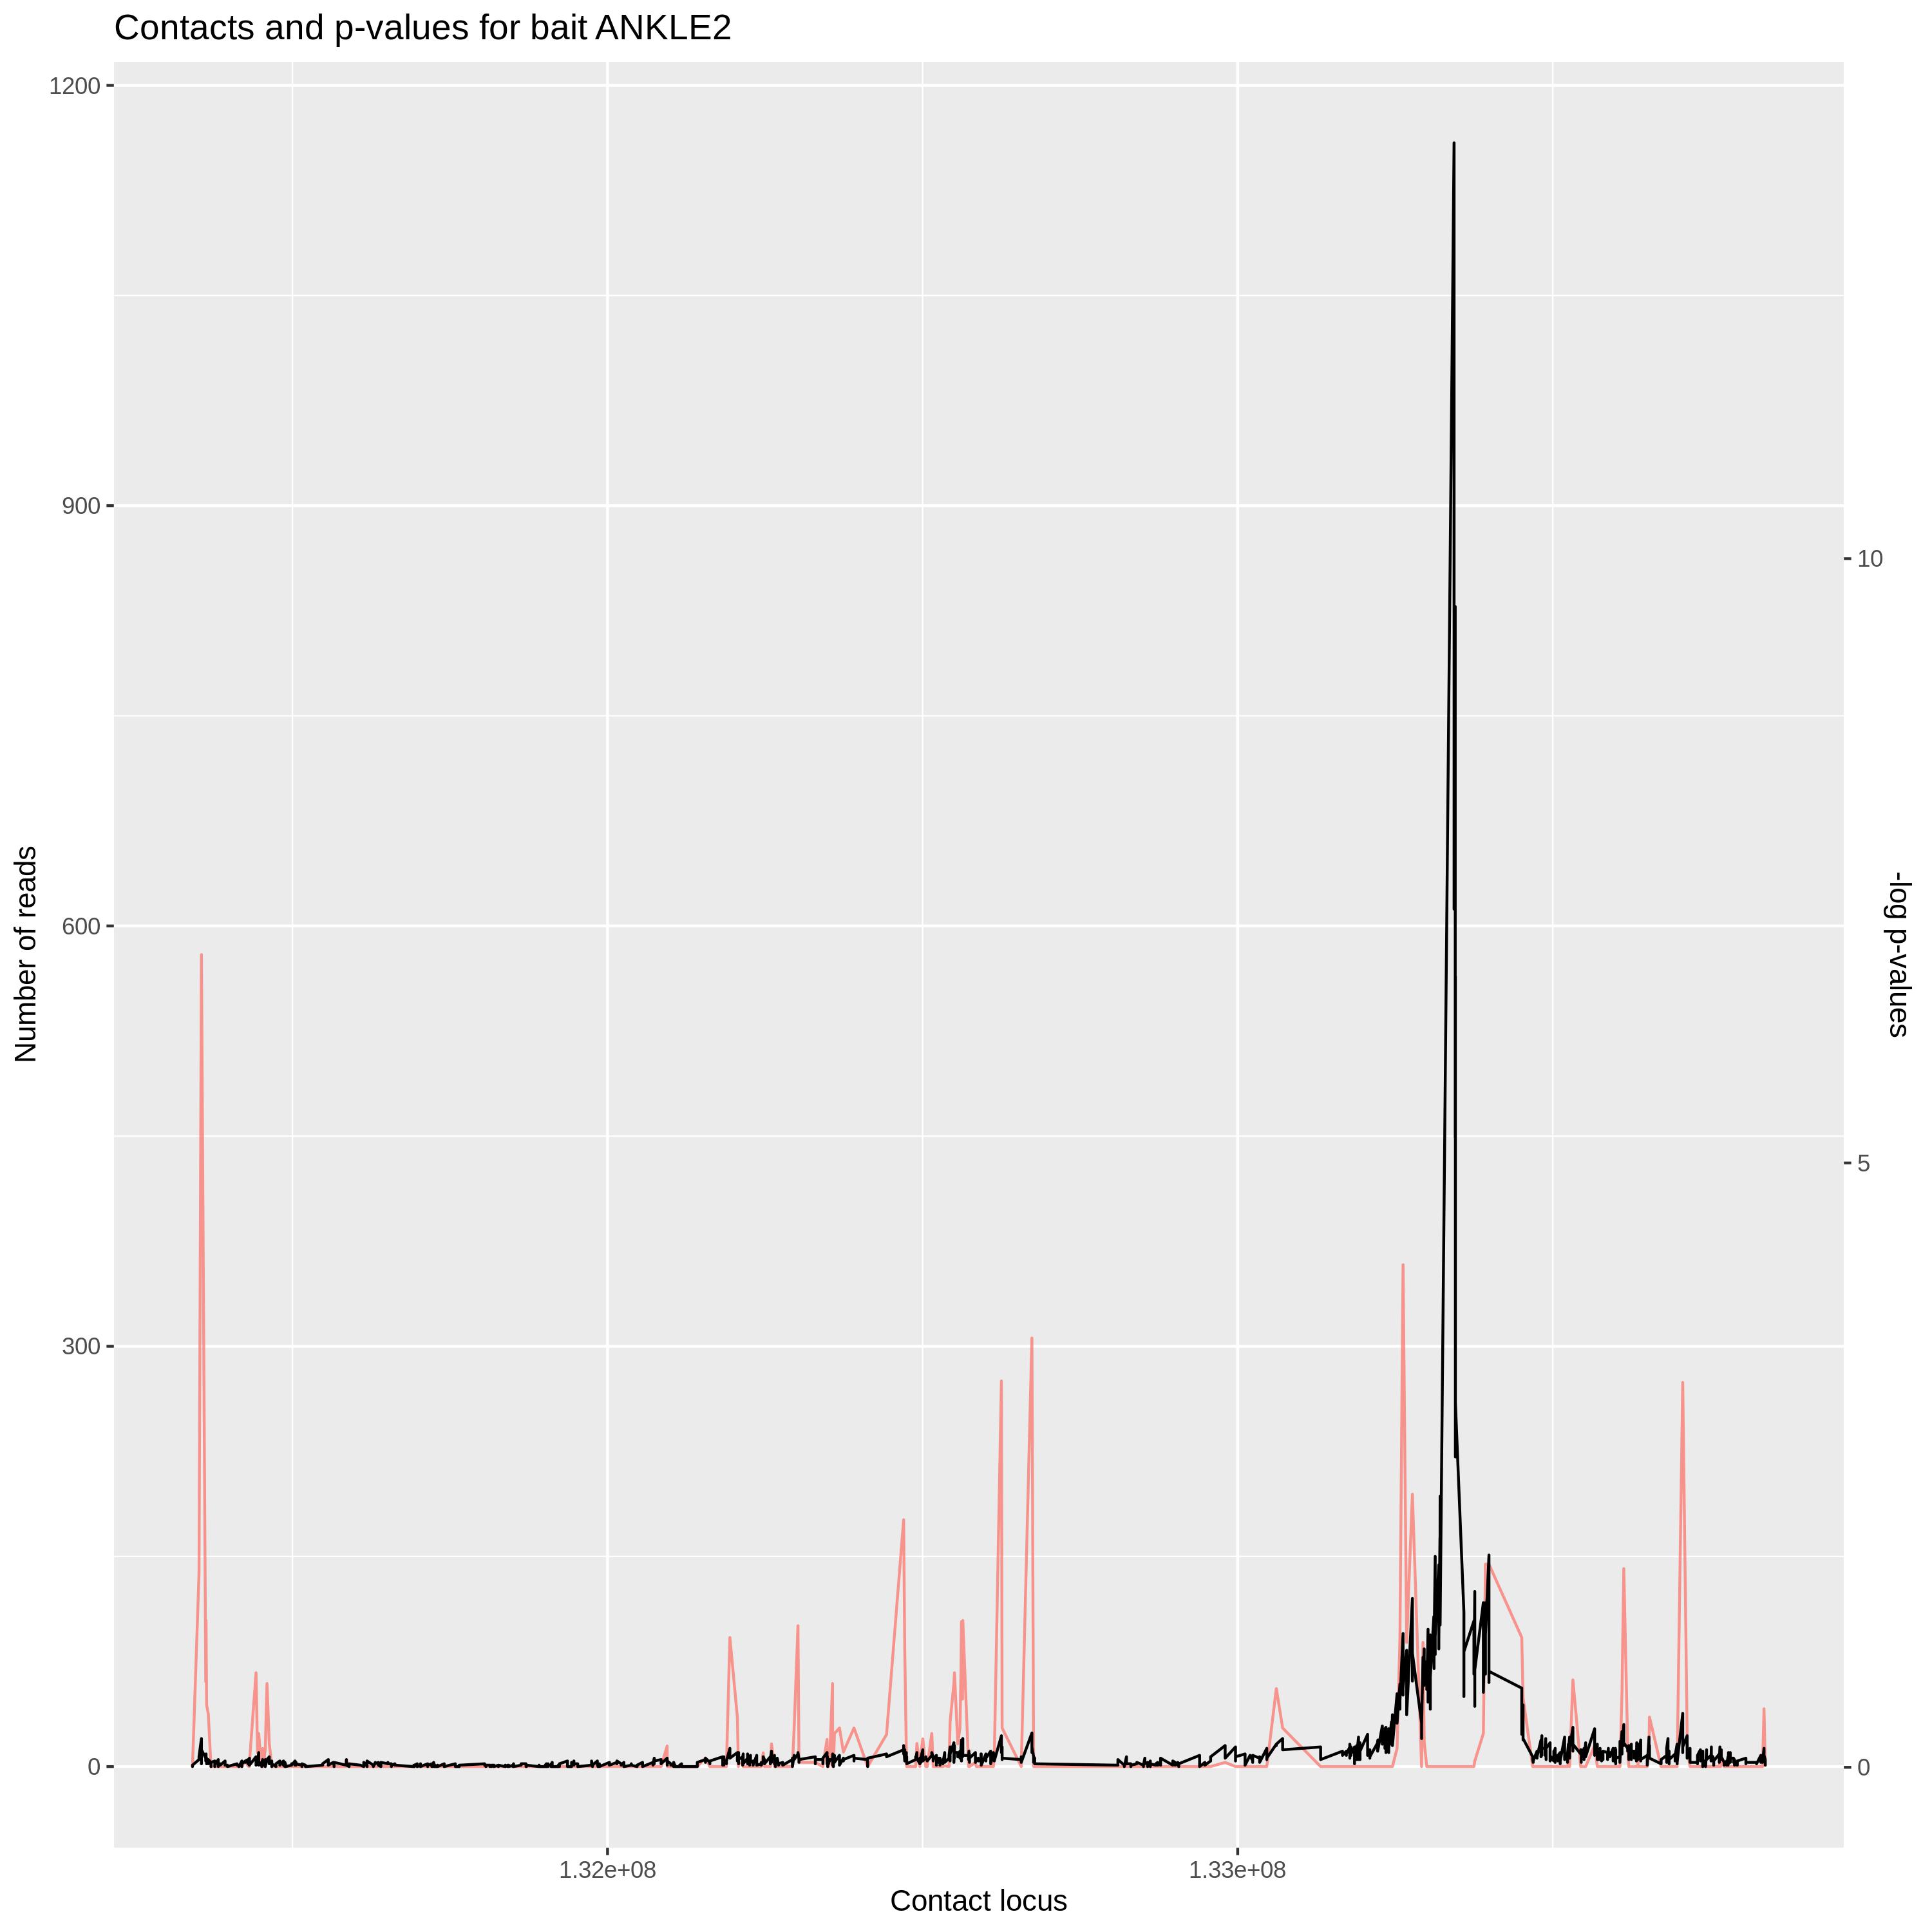 Contacts and p-values for bait ANKLE2
1200
900
600
300
0
Number of reads
10
5
0
-log p-values
1.32e+08
1.33e+08
Contact locus